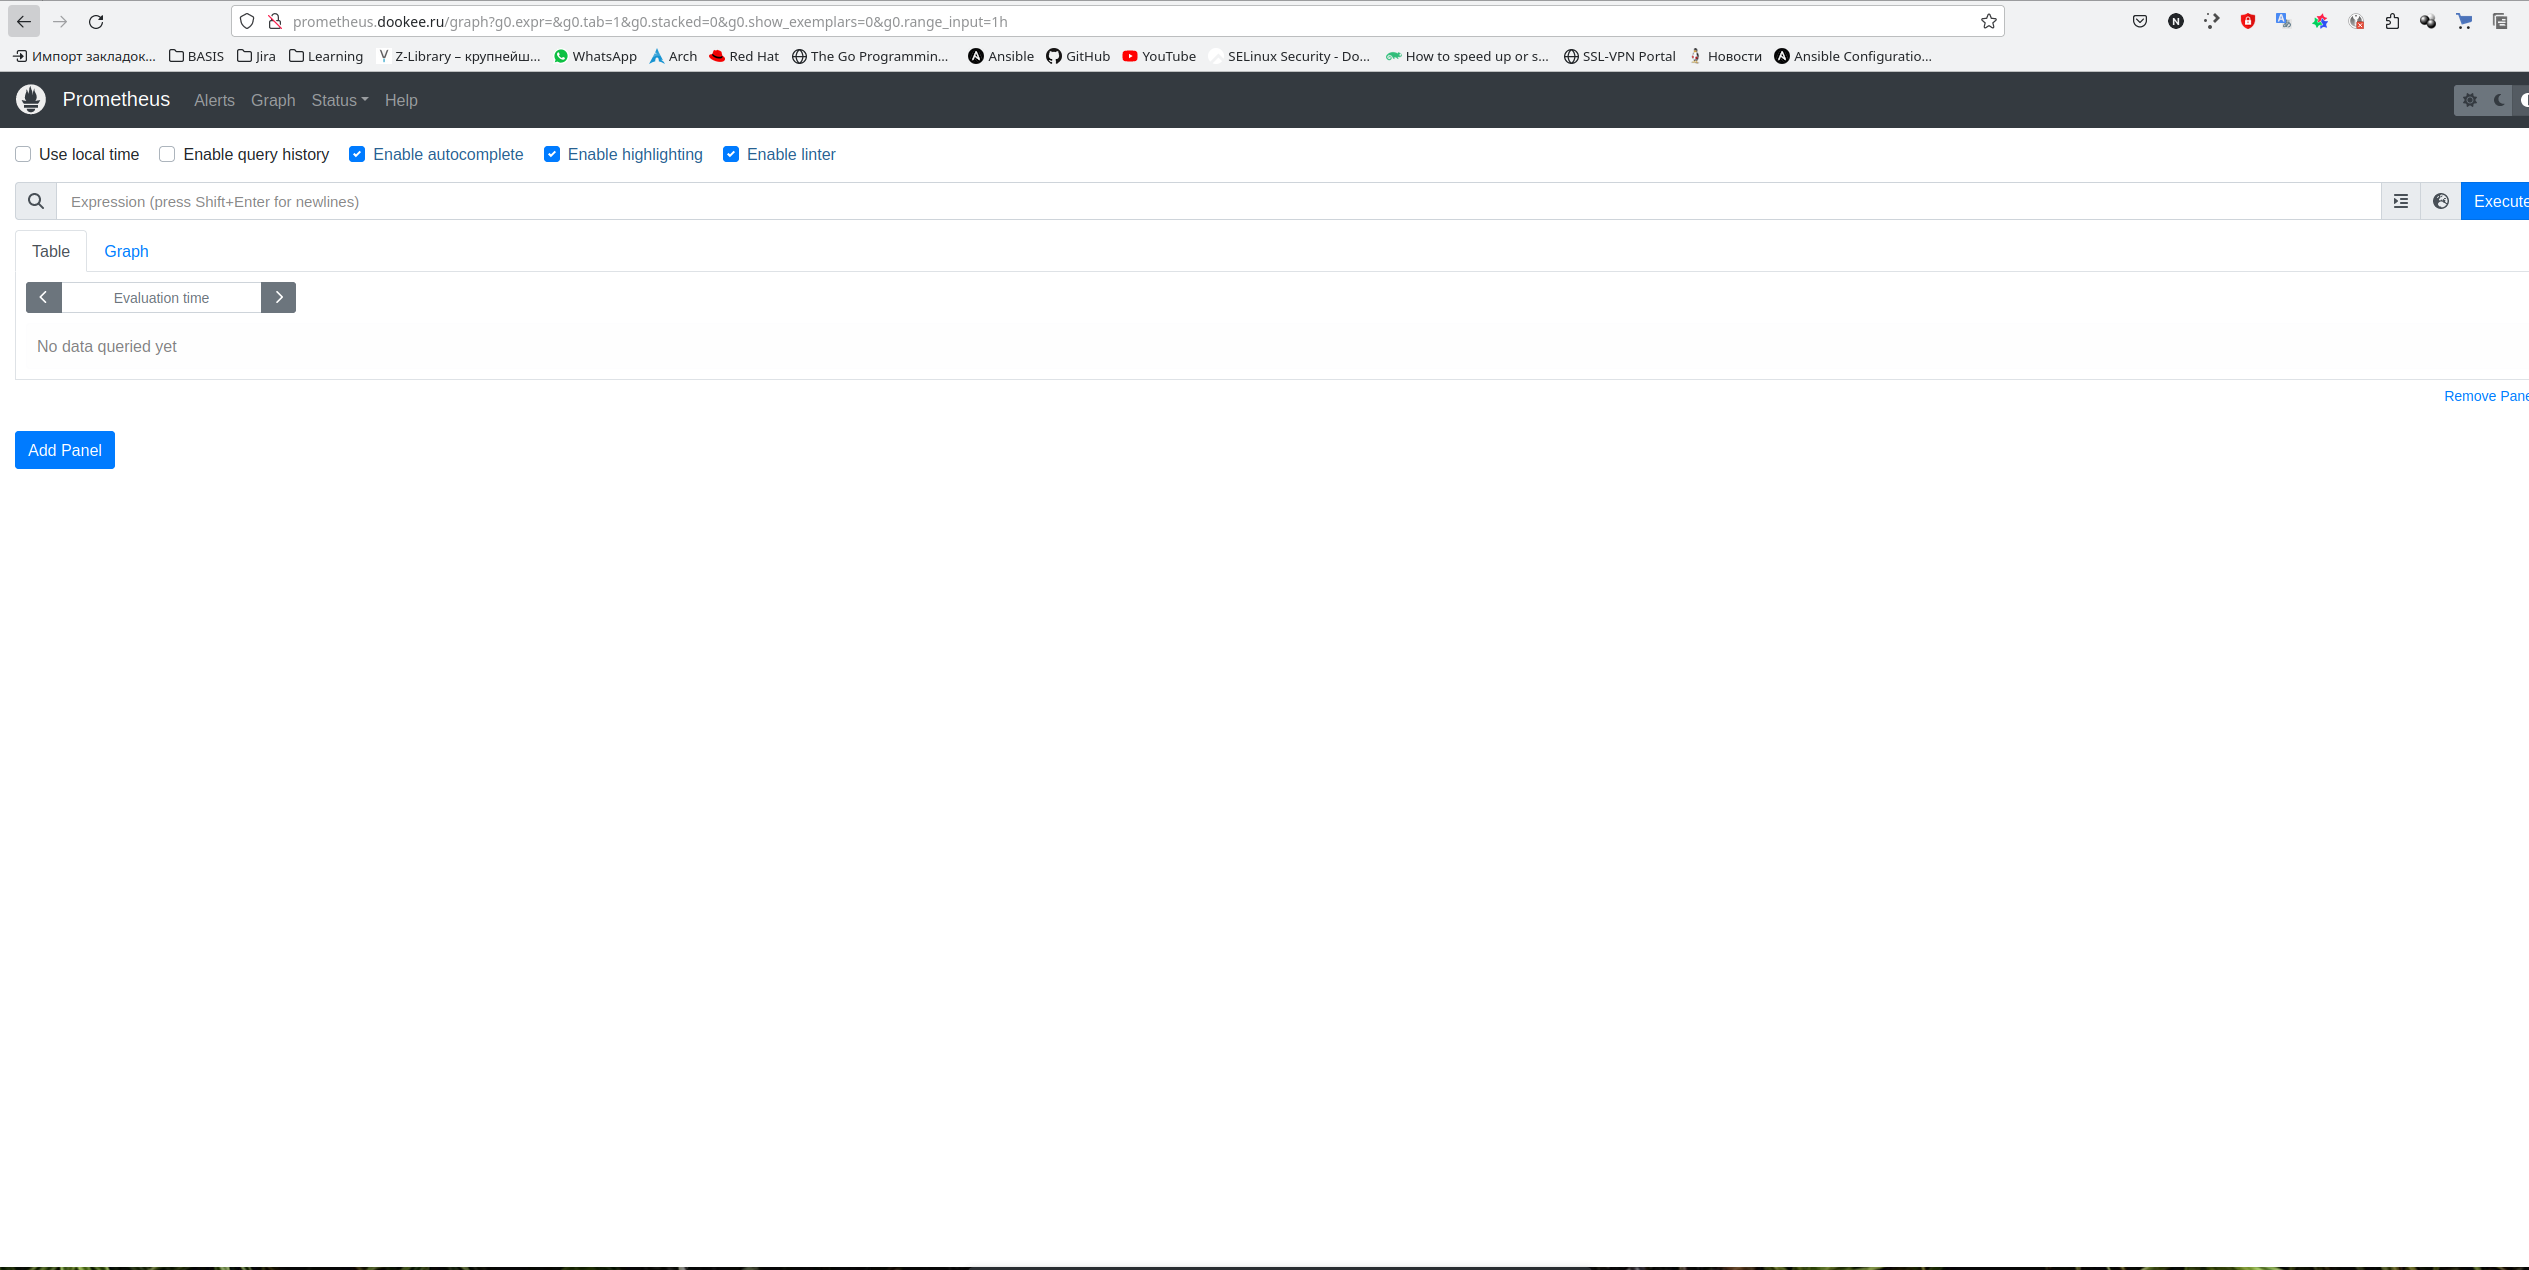 prometheus.dookee.ru/graph?g0.expr=&g0.tab=1&g0.stacked=0&g0.show_exemplars=0&g0.range_input=1h
Импорт закладок... BASIS Jira Learning Z-Library – крупнейш... WhatsApp Arch Red Hat The Go Programmin... Ansible GitHub YouTube SELinux Security - Do... How to speed up or s... SSL-VPN Portal Новости Ansible Configuratio...
Prometheus Alerts Graph Status Help
Use local time Enable query history Enable autocomplete Enable highlighting Enable linter
Expression (press Shift+Enter for newlines) Execute
Table Graph
Evaluation time
No data queried yet
Remove Pane
Add Panel